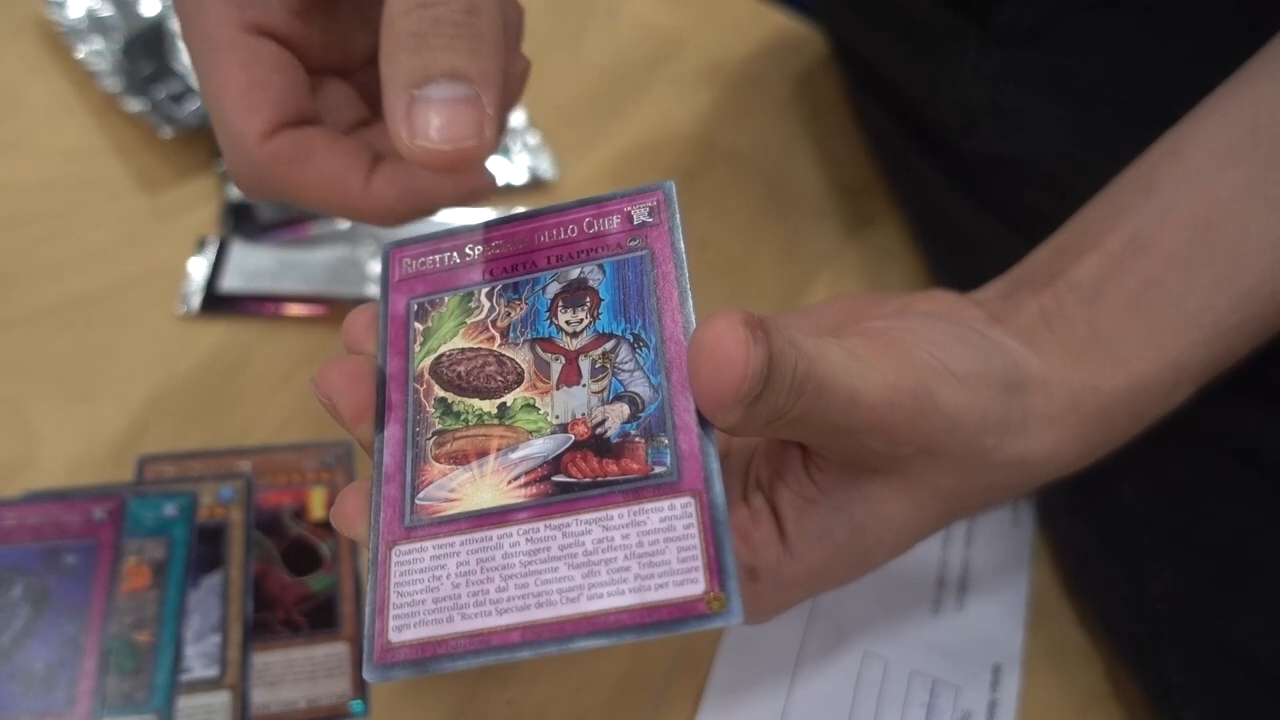 RICETTA SPECIALE DELLO CHEF
TRAPPOLA
CARTA TRAPPOLA
Quando viene attivata una Carta Magia/Trappola o l'effetto di un
mostro mentre controlli un Mostro Rituale "Nouvelles": annulla
l'attivazione, poi puoi distruggere quella carta se controlli un
mostro che è stato Evocato Specialmente dall'effetto di un mostro
"Nouvelles". Se Evochi Specialmente "Hamburger Affamato": puoi
bandire questa carta dal tuo Cimitero; offri come Tributo tanti
mostri controllati dal tuo avversario quanti possibile. Puoi utilizzare
ogni effetto di "Ricetta Speciale dello Chef" una sola volta per turno.